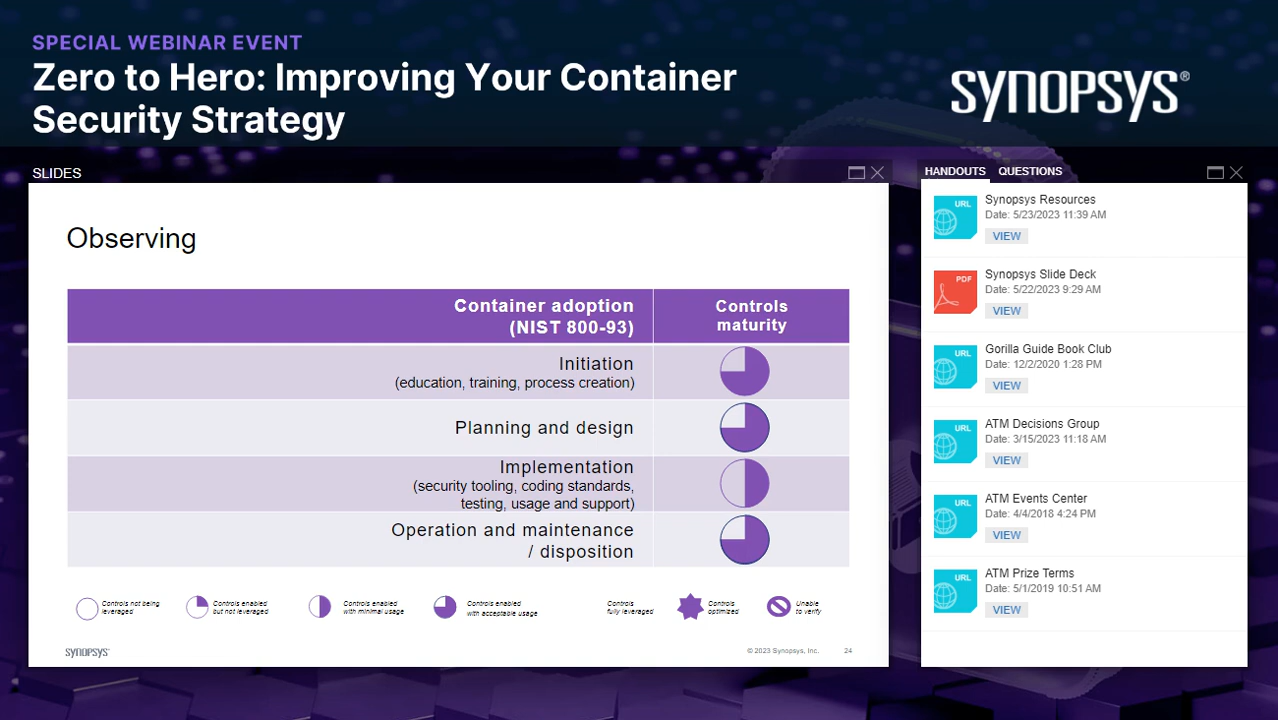 SPECIAL WEBINAR EVENT
Zero to Hero: Improving Your Container
Security Strategy
SYNOPSYS®
SLIDES
Observing
Container adoption
(NIST 800-93)
Controls
maturity
Initiation
(education, training, process creation)
Planning and design
Implementation
(security tooling, coding standards,
testing, usage and support)
Operation and maintenance
/ disposition
Controls not being
leveraged
Controls enabled
but not leveraged
Controls enabled
with minimal usage
Controls enabled
with acceptable usage
Controls
fully leveraged
Controls
optimized
Unable
to verify
SYNOPSYS®
© 2023 Synopsys, Inc.
24
HANDOUTS
QUESTIONS
URL
Synopsys Resources
Date: 5/23/2023 11:39 AM
VIEW
PDF
Synopsys Slide Deck
Date: 5/22/2023 9:29 AM
VIEW
URL
Gorilla Guide Book Club
Date: 12/2/2020 1:28 PM
VIEW
URL
ATM Decisions Group
Date: 3/15/2023 11:18 AM
VIEW
URL
ATM Events Center
Date: 4/4/2018 4:24 PM
VIEW
URL
ATM Prize Terms
Date: 5/1/2019 10:51 AM
VIEW